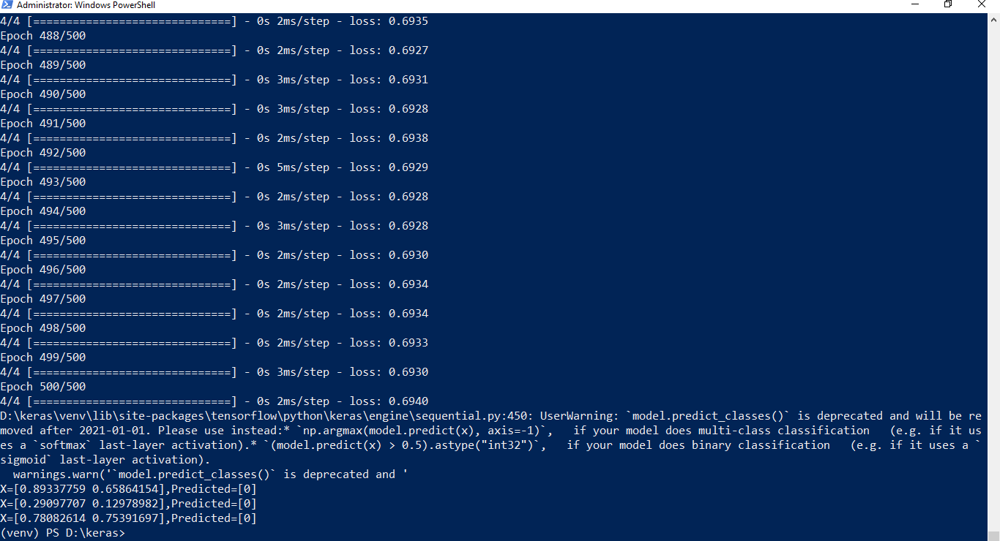 Administrator: Windows PowerShell
4/4 [==============================] - 0s 2ms/step - loss: 0.6935
Epoch 488/500
4/4 [==============================] - 0s 2ms/step - loss: 0.6927
Epoch 489/500
4/4 [==============================] - 0s 3ms/step - loss: 0.6931
Epoch 490/500
4/4 [==============================] - 0s 3ms/step - loss: 0.6928
Epoch 491/500
4/4 [==============================] - 0s 2ms/step - loss: 0.6938
Epoch 492/500
4/4 [==============================] - 0s 5ms/step - loss: 0.6929
Epoch 493/500
4/4 [==============================] - 0s 2ms/step - loss: 0.6928
Epoch 494/500
4/4 [==============================] - 0s 3ms/step - loss: 0.6928
Epoch 495/500
4/4 [==============================] - 0s 2ms/step - loss: 0.6930
Epoch 496/500
4/4 [==============================] - 0s 2ms/step - loss: 0.6934
Epoch 497/500
4/4 [==============================] - 0s 2ms/step - loss: 0.6934
Epoch 498/500
4/4 [==============================] - 0s 2ms/step - loss: 0.6933
Epoch 499/500
4/4 [==============================] - 0s 3ms/step - loss: 0.6930
Epoch 500/500
4/4 [==============================] - 0s 2ms/step - loss: 0.6940
D:\keras\venv\lib\site-packages\tensorflow\python\keras\engine\sequential.py:450: UserWarning: `model.predict_classes()` is deprecated and will be re
moved after 2021-01-01. Please use instead:* `np.argmax(model.predict(x), axis=-1)`,   if your model does multi-class classification   (e.g. if it us
es a `softmax` last-layer activation).* `(model.predict(x) > 0.5).astype("int32")`,   if your model does binary classification   (e.g. if it uses a `
sigmoid` last-layer activation).
  warnings.warn('`model.predict_classes()` is deprecated and '
X=[0.89337759 0.65864154],Predicted=[0]
X=[0.29097707 0.12978982],Predicted=[0]
X=[0.78082614 0.75391697],Predicted=[0]
(venv) PS D:\keras>